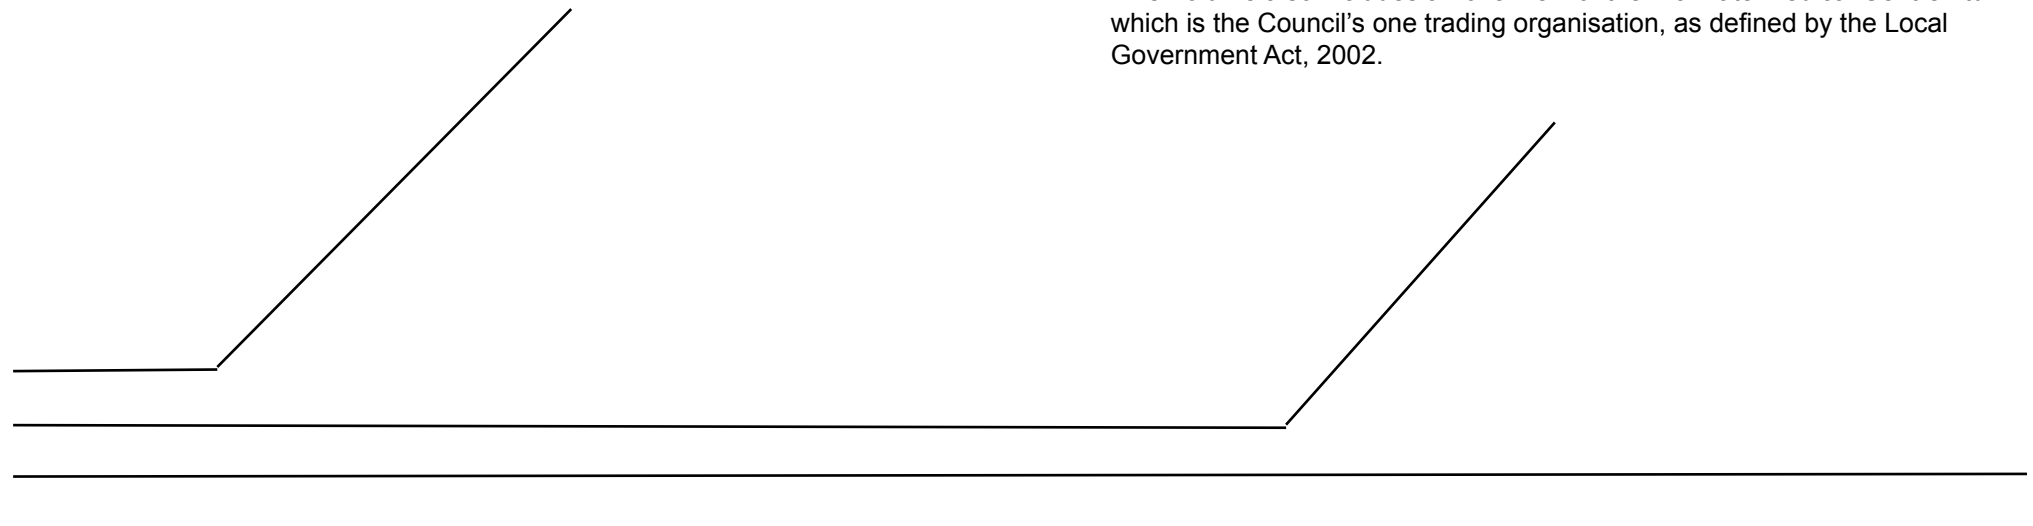 which is the Council’s one trading organisation, as defined by the Local
Government Act, 2002.